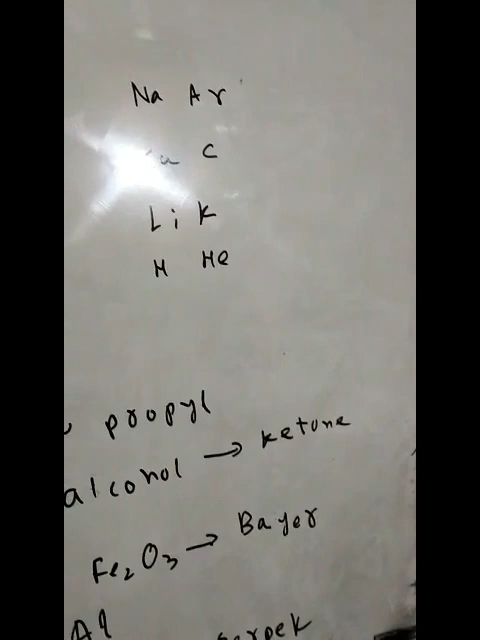 Na Ar
C
Li K
H He
propyl
alcohol → ketone
Fe₂O₃ → Bayer
Al